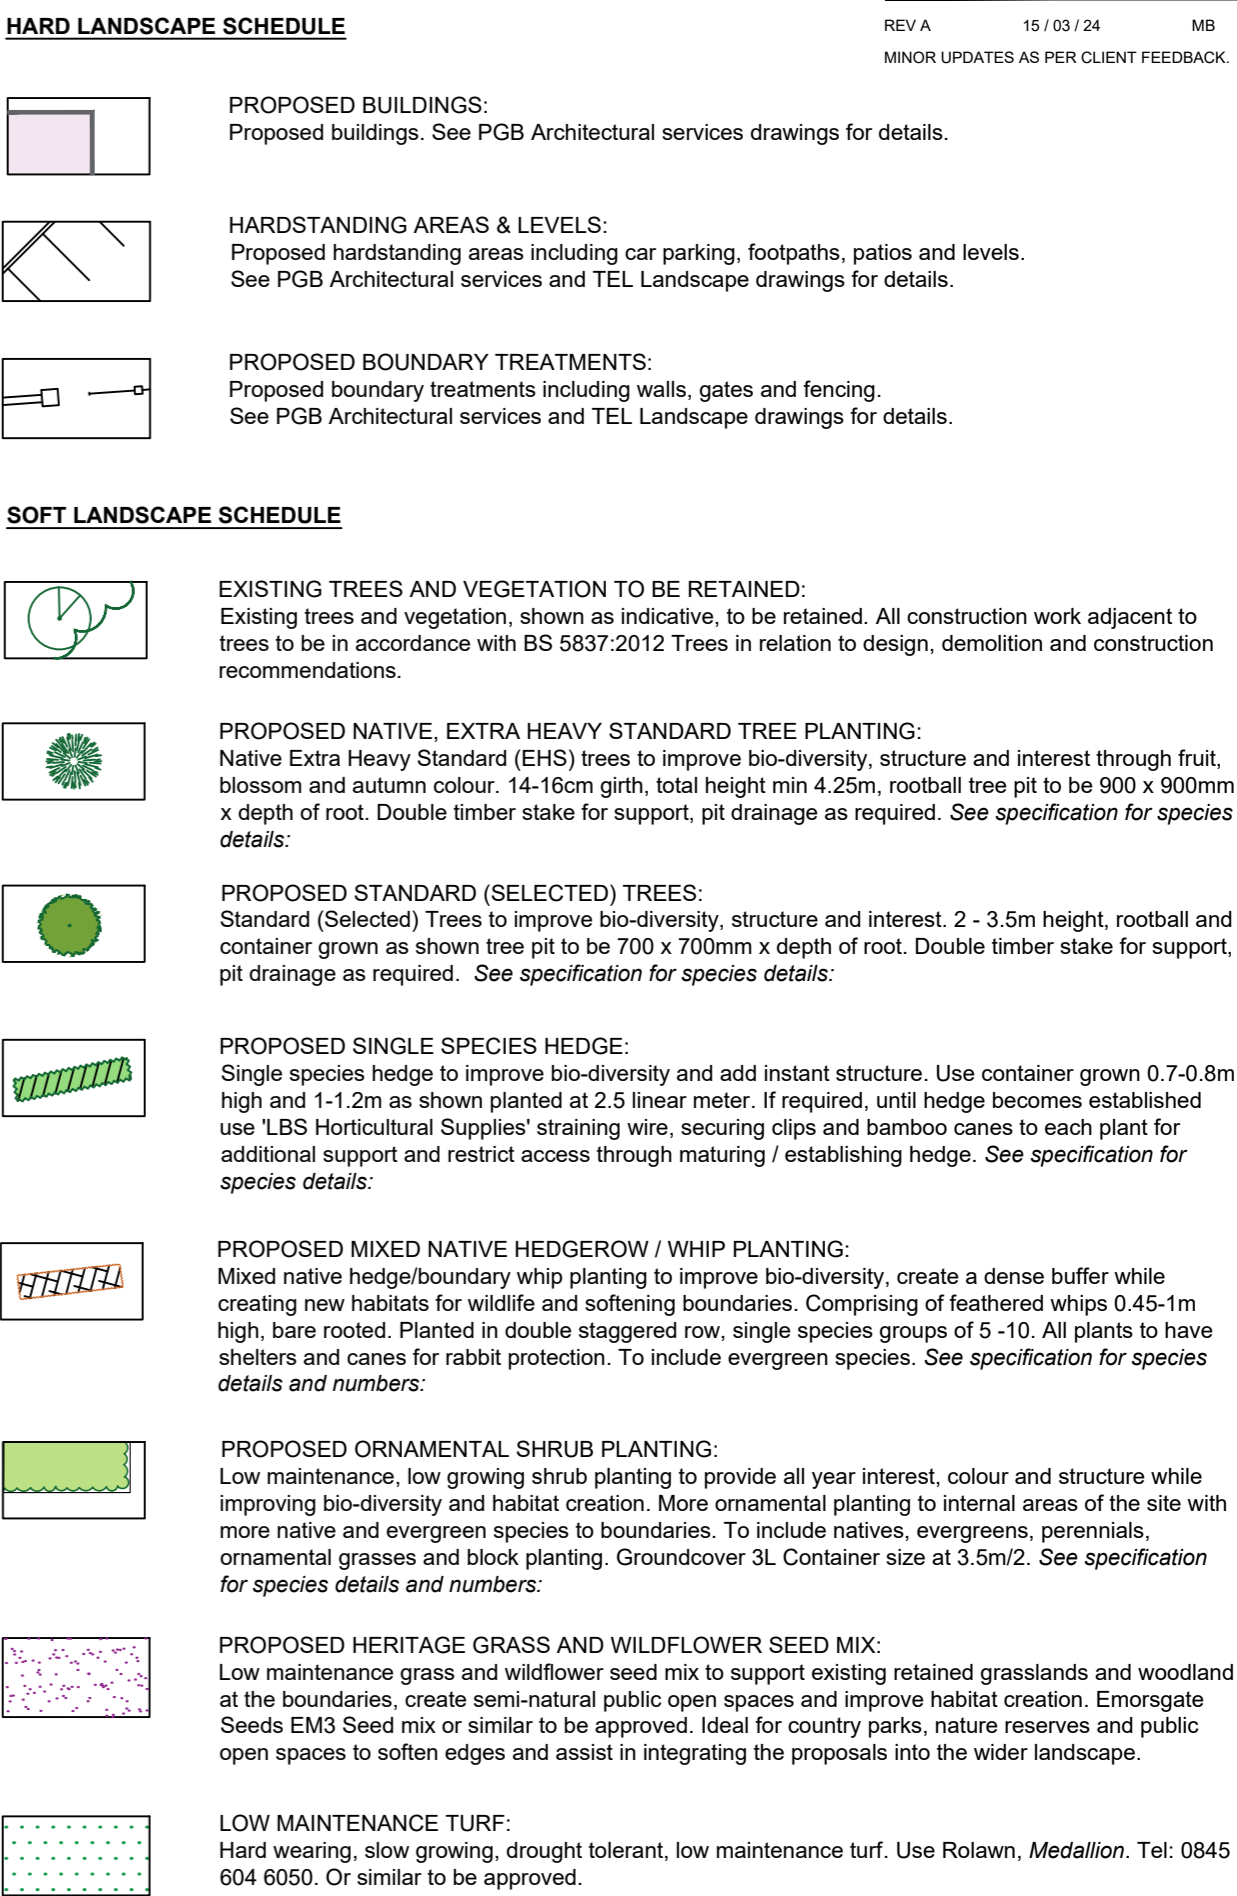 HARD LANDSCAPE SCHEDULE
REV A 15 / 03 / 24 MB
MINOR UPDATES AS PER CLIENT FEEDBACK.
PROPOSED BUILDINGS:
Proposed buildings. See PGB Architectural services drawings for details.
HARDSTANDING AREAS & LEVELS:
Proposed hardstanding areas including car parking, footpaths, patios and levels.
See PGB Architectural services and TEL Landscape drawings for details.
PROPOSED BOUNDARY TREATMENTS:
Proposed boundary treatments including walls, gates and fencing.
See PGB Architectural services and TEL Landscape drawings for details.
SOFT LANDSCAPE SCHEDULE
EXISTING TREES AND VEGETATION TO BE RETAINED:
Existing trees and vegetation, shown as indicative, to be retained. All construction work adjacent to
trees to be in accordance with BS 5837:2012 Trees in relation to design, demolition and construction
recommendations.
PROPOSED NATIVE, EXTRA HEAVY STANDARD TREE PLANTING:
Native Extra Heavy Standard (EHS) trees to improve bio-diversity, structure and interest through fruit,
blossom and autumn colour. 14-16cm girth, total height min 4.25m, rootball tree pit to be 900 x 900mm
x depth of root. Double timber stake for support, pit drainage as required. See specification for species
details:
PROPOSED STANDARD (SELECTED) TREES:
Standard (Selected) Trees to improve bio-diversity, structure and interest. 2 - 3.5m height, rootball and
container grown as shown tree pit to be 700 x 700mm x depth of root. Double timber stake for support,
pit drainage as required. See specification for species details:
PROPOSED SINGLE SPECIES HEDGE:
Single species hedge to improve bio-diversity and add instant structure. Use container grown 0.7-0.8m
high and 1-1.2m as shown planted at 2.5 linear meter. If required, until hedge becomes established
use 'LBS Horticultural Supplies' straining wire, securing clips and bamboo canes to each plant for
additional support and restrict access through maturing / establishing hedge. See specification for
species details:
PROPOSED MIXED NATIVE HEDGEROW / WHIP PLANTING:
Mixed native hedge/boundary whip planting to improve bio-diversity, create a dense buffer while
creating new habitats for wildlife and softening boundaries. Comprising of feathered whips 0.45-1m
high, bare rooted. Planted in double staggered row, single species groups of 5 -10. All plants to have
shelters and canes for rabbit protection. To include evergreen species. See specification for species
details and numbers:
PROPOSED ORNAMENTAL SHRUB PLANTING:
Low maintenance, low growing shrub planting to provide all year interest, colour and structure while
improving bio-diversity and habitat creation. More ornamental planting to internal areas of the site with
more native and evergreen species to boundaries. To include natives, evergreens, perennials,
ornamental grasses and block planting. Groundcover 3L Container size at 3.5m/2. See specification
for species details and numbers:
PROPOSED HERITAGE GRASS AND WILDFLOWER SEED MIX:
Low maintenance grass and wildflower seed mix to support existing retained grasslands and woodland
at the boundaries, create semi-natural public open spaces and improve habitat creation. Emorsgate
Seeds EM3 Seed mix or similar to be approved. Ideal for country parks, nature reserves and public
open spaces to soften edges and assist in integrating the proposals into the wider landscape.
LOW MAINTENANCE TURF:
Hard wearing, slow growing, drought tolerant, low maintenance turf. Use Rolawn, Medallion. Tel: 0845
604 6050. Or similar to be approved.